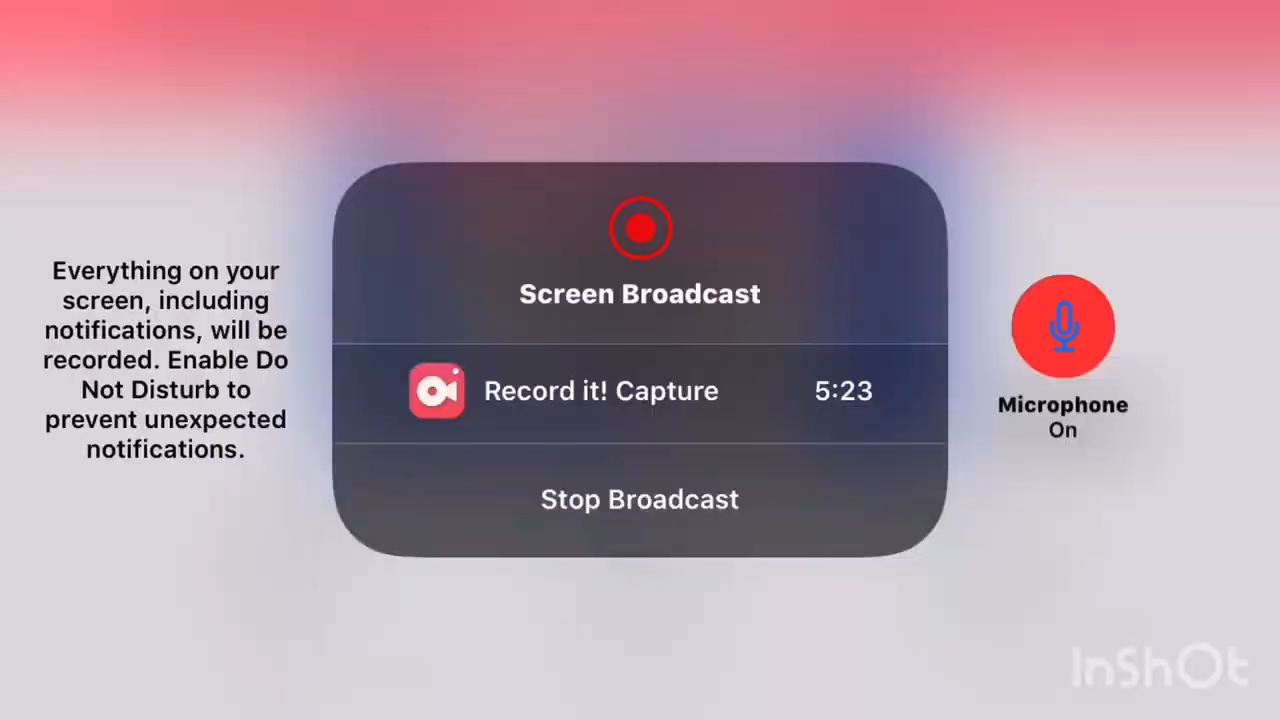 Everything on your
screen, including
notifications, will be
recorded. Enable Do
Not Disturb to
prevent unexpected
notifications.
Screen Broadcast
Record it! Capture 5:23
Stop Broadcast
Microphone
On
InShOt